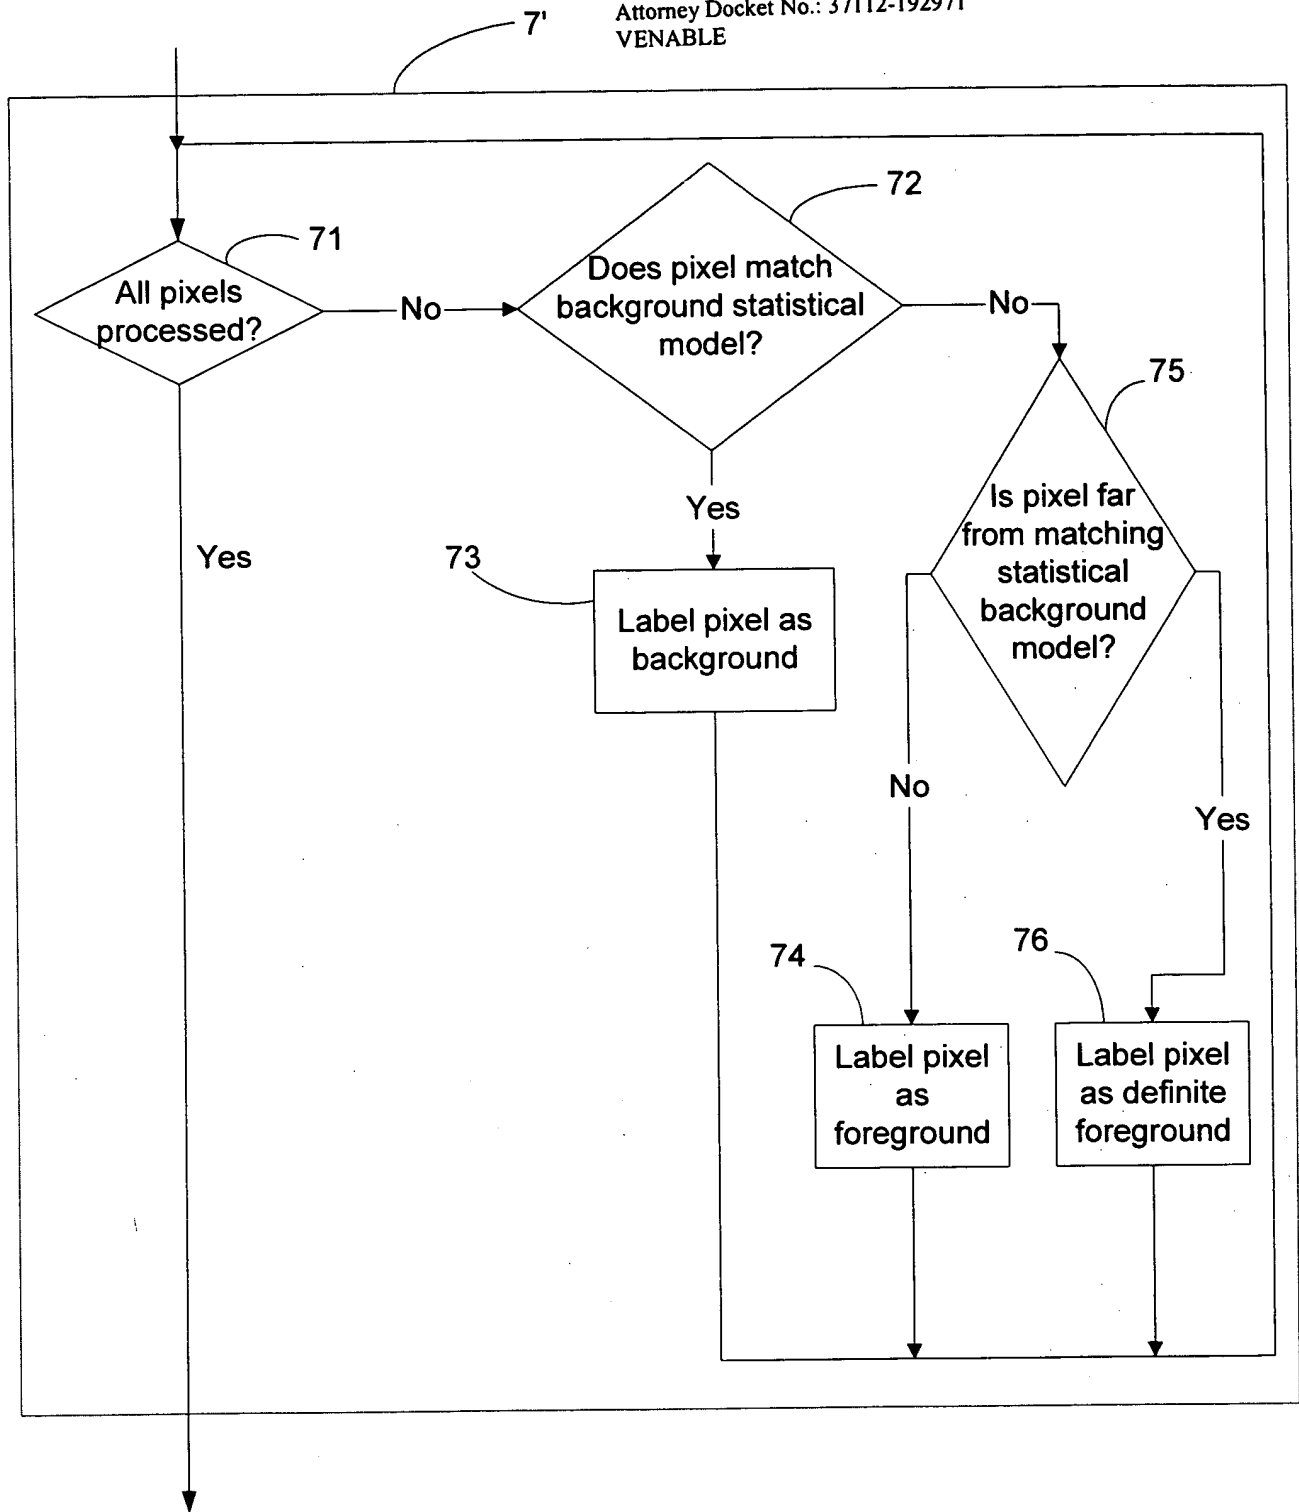 Attorney Docket No.: 37112-192971
VENABLE
7'
72
71
Does pixel match
background statistical
model?
All pixels
processed?
No
No
75
Is pixel far
from matching
statistical
background
model?
Yes
Yes
73
Label pixel as
background
No
Yes
74
76
Label pixel
as
foreground
Label pixel
as definite
foreground